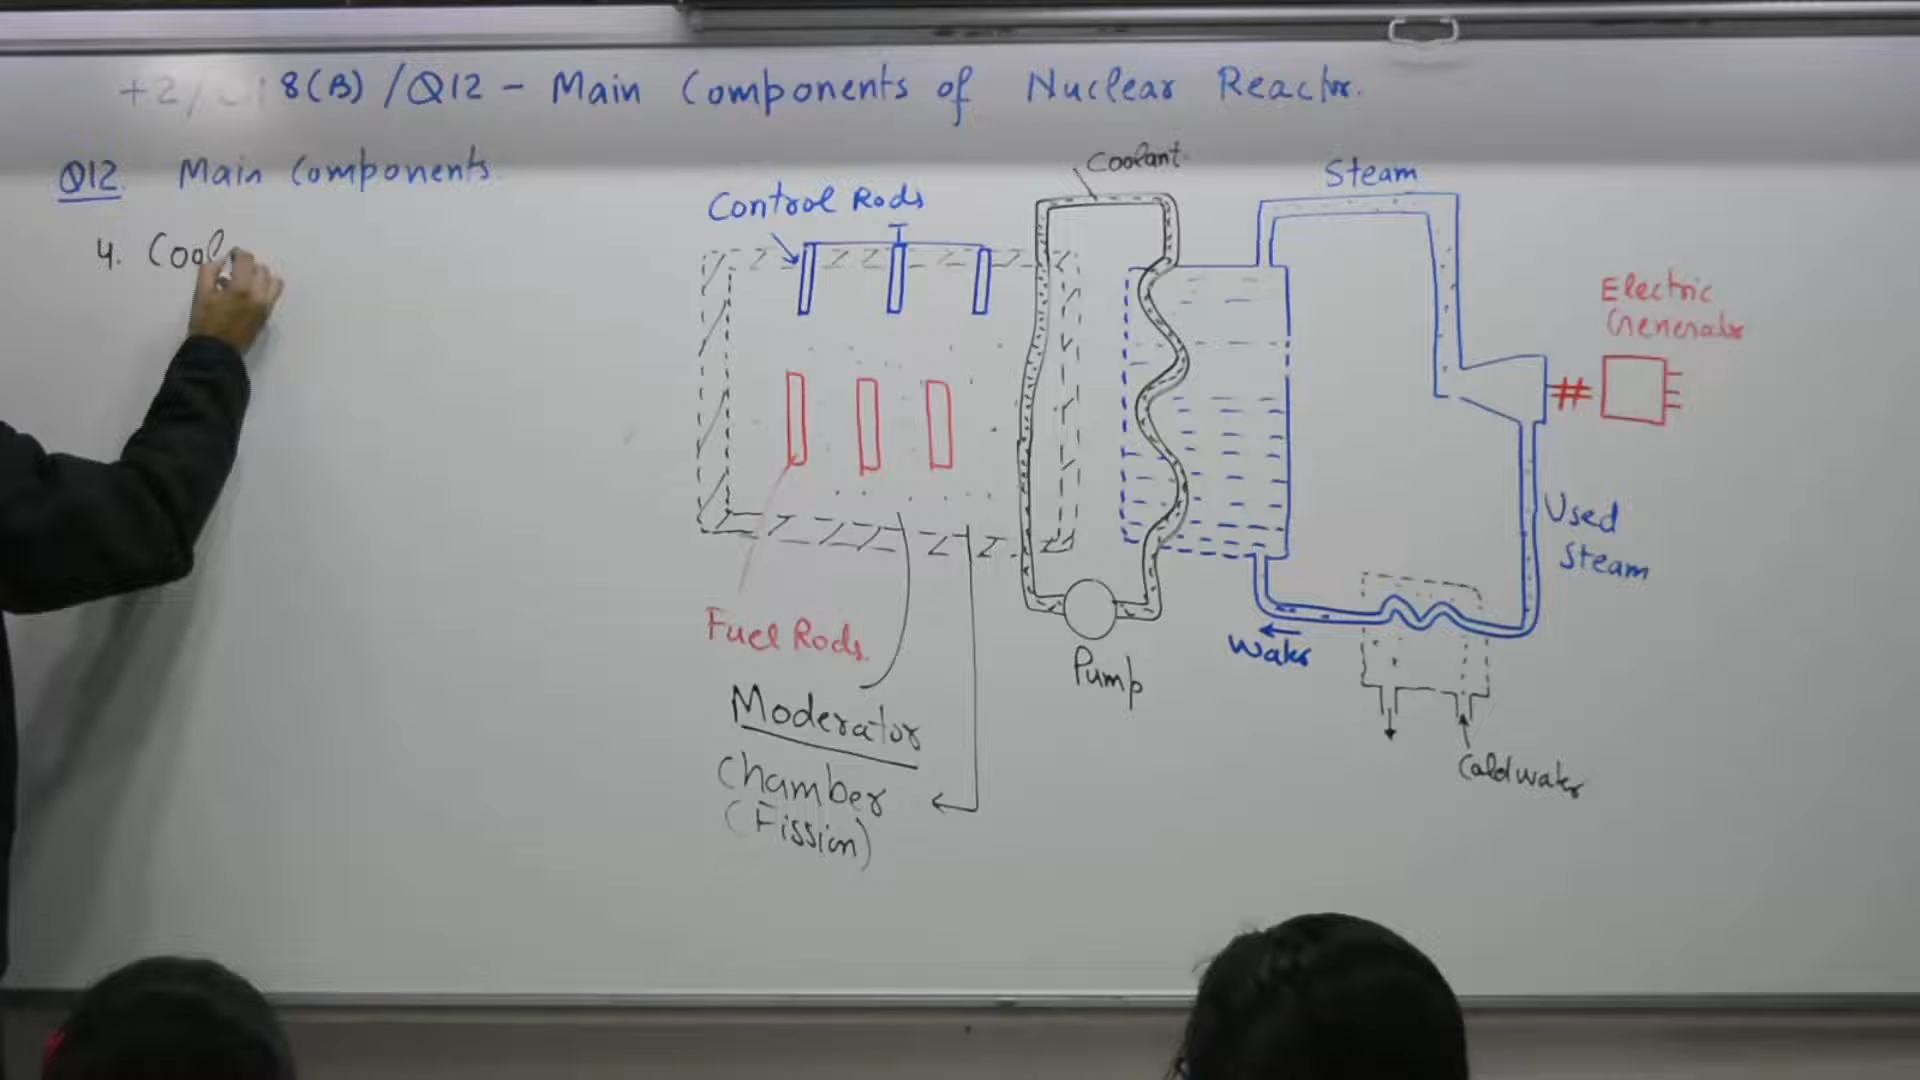 +2/ 8(B) / Q12 - Main Components of Nuclear Reactor.
Q12. Main Components
4. Cool
Coolant
Steam
Control Rods
Electric
Generator
Used
Steam
Fuel Rods.
Water
Pump
Moderator
Cold water
Chamber
(Fission)